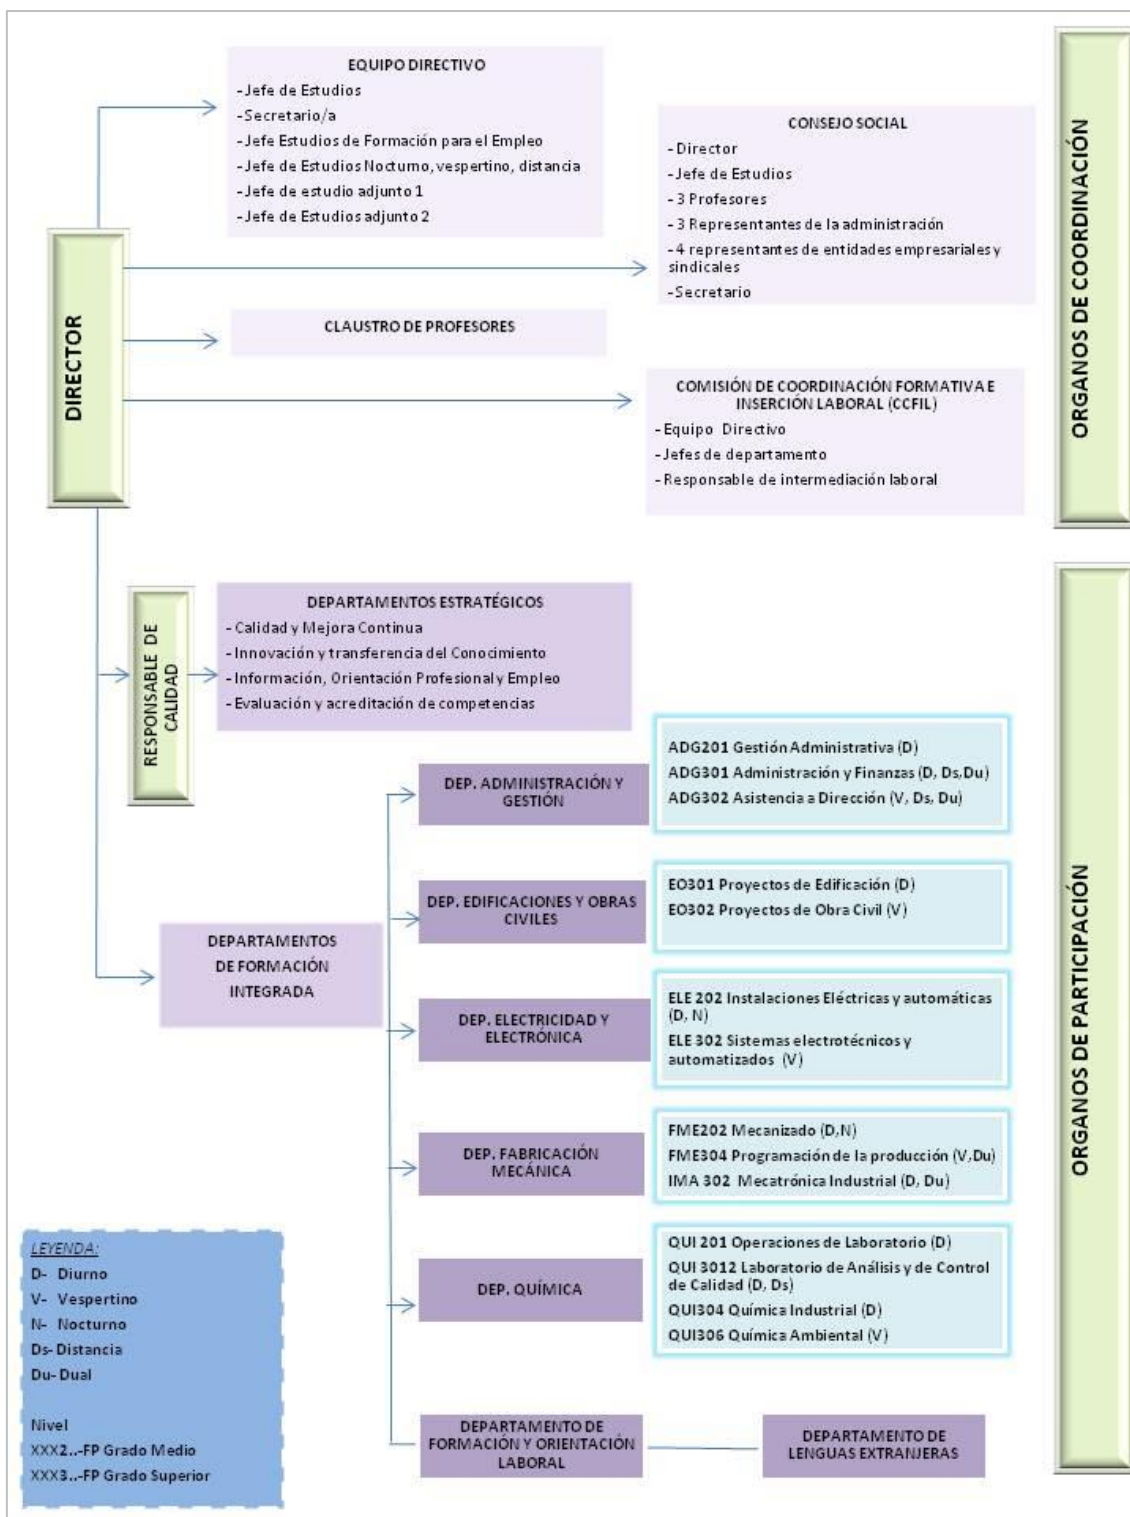 EQUIPO DIRECTIVO
-Jefe de Estudios
-Secretario/a
-Jefe Estudios de Formación para el Empleo
-Jefe de Estudios Nocturno, vespertino, distancia
-Jefe de estudio adjunto 1
-Jefe de Estudios adjunto 2
CONSEJO SOCIAL
- Director
- Jefe de Estudios
- 3 Profesores
- 3 Representantes de la administración
- 4 representantes de entidades empresariales y
sindicales
-Secretario
ORGANOS DE COORDINACIÓN
DIRECTOR
CLAUSTRO DE PROFESORES
COMISIÓN DE COORDINACIÓN FORMATIVA E
INSERCIÓN LABORAL (CCFIL)
- Equipo Directivo
- Jefes de departamento
- Responsable de intermediación laboral
RESPONSABLE DE
CALIDAD
DEPARTAMENTOS ESTRATÉGICOS
- Calidad y Mejora Continua
- Innovación y transferencia del Conocimiento
- Información, Orientación Profesional y Empleo
- Evaluación y acreditación de competencias
ORGANOS DE PARTICIPACIÓN
DEPARTAMENTOS
DE FORMACIÓN
INTEGRADA
DEP. ADMINISTRACIÓN Y
GESTIÓN
ADG201 Gestión Administrativa (D)
ADG301 Administración y Finanzas (D, Ds,Du)
ADG302 Asistencia a Dirección (V, Ds, Du)
DEP. EDIFICACIONES Y OBRAS
CIVILES
EO301 Proyectos de Edificación (D)
EO302 Proyectos de Obra Civil (V)
DEP. ELECTRICIDAD Y
ELECTRÓNICA
ELE 202 Instalaciones Eléctricas y automáticas
(D, N)
ELE 302 Sistemas electrotécnicos y
automatizados (V)
DEP. FABRICACIÓN
MECÁNICA
FME202 Mecanizado (D,N)
FME304 Programación de la producción (V,Du)
IMA 302 Mecatrónica Industrial (D, Du)
DEP. QUÍMICA
QUI 201 Operaciones de Laboratorio (D)
QUI 3012 Laboratorio de Análisis y de Control
de Calidad (D, Ds)
QUI304 Química Industrial (D)
QUI306 Química Ambiental (V)
DEPARTAMENTO DE
FORMACIÓN Y ORIENTACIÓN
LABORAL
DEPARTAMENTO DE
LENGUAS EXTRANJERAS
LEYENDA:
D- Diurno
V- Vespertino
N- Nocturno
Ds- Distancia
Du- Dual
Nivel
XXX2..-FP Grado Medio
XXX3..-FP Grado Superior